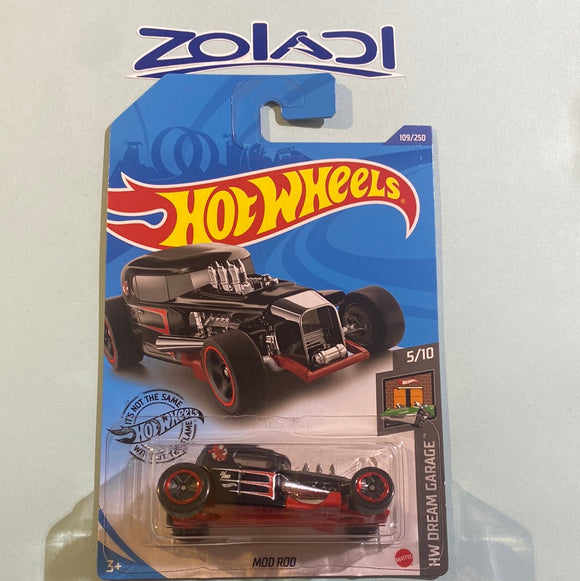 ZOLADI
109/250
HOT WHEELS
5/10
IT'S NOT THE SAME
HOT WHEELS
HW DREAM GARAGE™
3+
MOD ROD
MATTEL